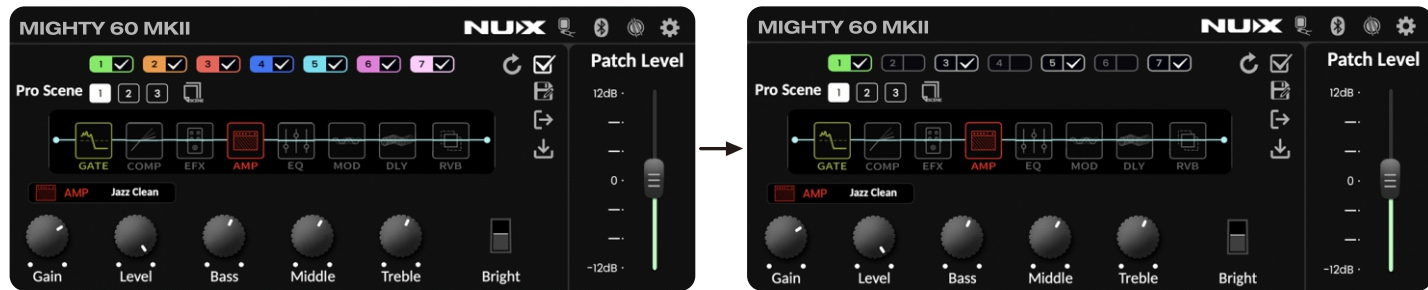 MIGHTY 60 MKII
NUX
1 2 3 4 5 6 7
Patch Level
Pro Scene 1 2 3
SCENE
12dB
0
-12dB
GATE COMP EFX AMP EQ MOD DLY RVB
AMP Jazz Clean
Gain Level Bass Middle Treble Bright
MIGHTY 60 MKII
NUX
1 2 3 4 5 6 7
Patch Level
Pro Scene 1 2 3
SCENE
12dB
0
-12dB
GATE COMP EFX AMP EQ MOD DLY RVB
AMP Jazz Clean
Gain Level Bass Middle Treble Bright